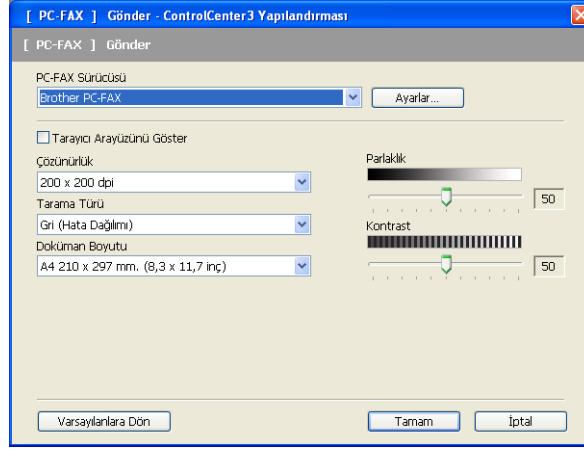 [ PC-FAX ] Gönder - ControlCenter3 Yapılandırması
[ PC-FAX ] Gönder
PC-FAX Sürücüsü
Brother PC-FAX
Ayarlar...
Tarayıcı Arayüzünü Göster
Çözünürlük
200 x 200 dpi
Tarama Türü
Gri (Hata Dağılımı)
Doküman Boyutu
A4 210 x 297 mm. (8,3 x 11,7 inç)
Parlaklık
50
Kontrast
50
Varsayılanlara Dön
Tamam
İptal